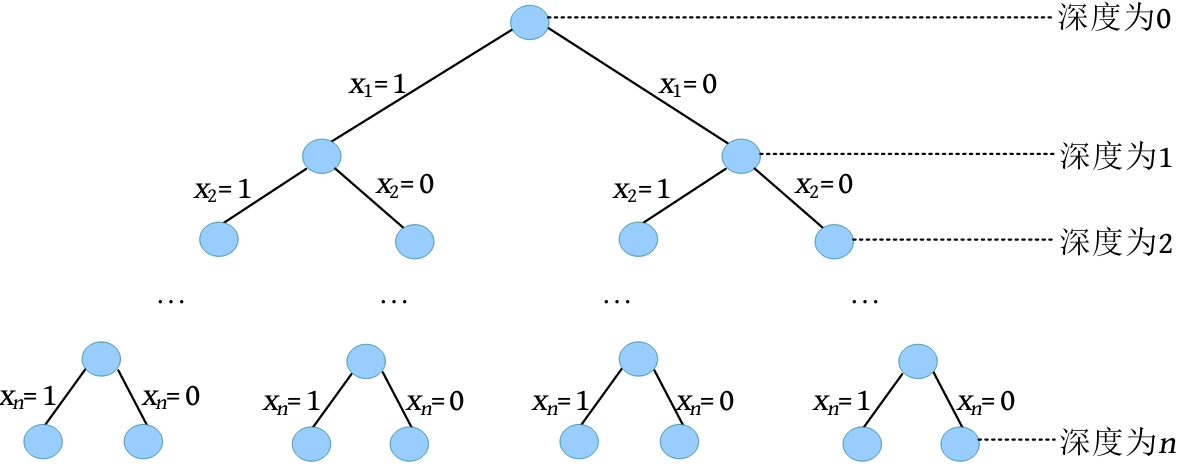 深度为0
x₁=1
x₁=0
深度为1
x₂=1
x₂=0
x₂=1
x₂=0
深度为2
...
...
...
...
xₙ=1
xₙ=0
xₙ=1
xₙ=0
xₙ=1
xₙ=0
xₙ=1
xₙ=0
深度为n